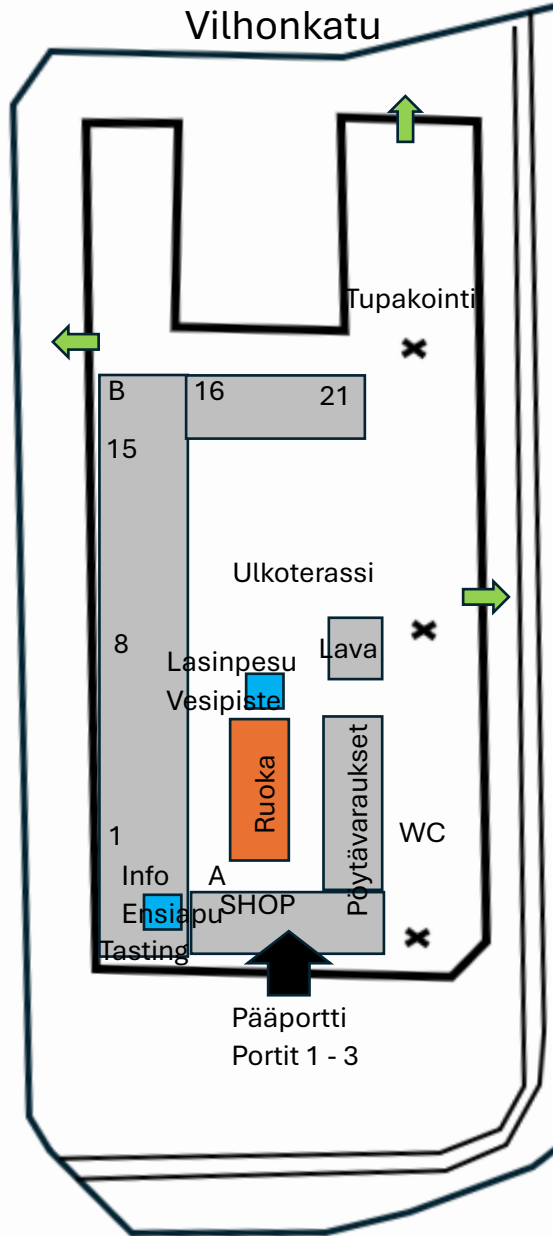 Vilhonkatu
Tupakointi
B
16
21
15
Ulkoterassi
8
Lava
Lasinpesu
Vesipiste
Ruoka
Pöytävaraukset
1
WC
Info
A
Ensiapu
SHOP
Tasting
Pääportti
Portit 1 - 3